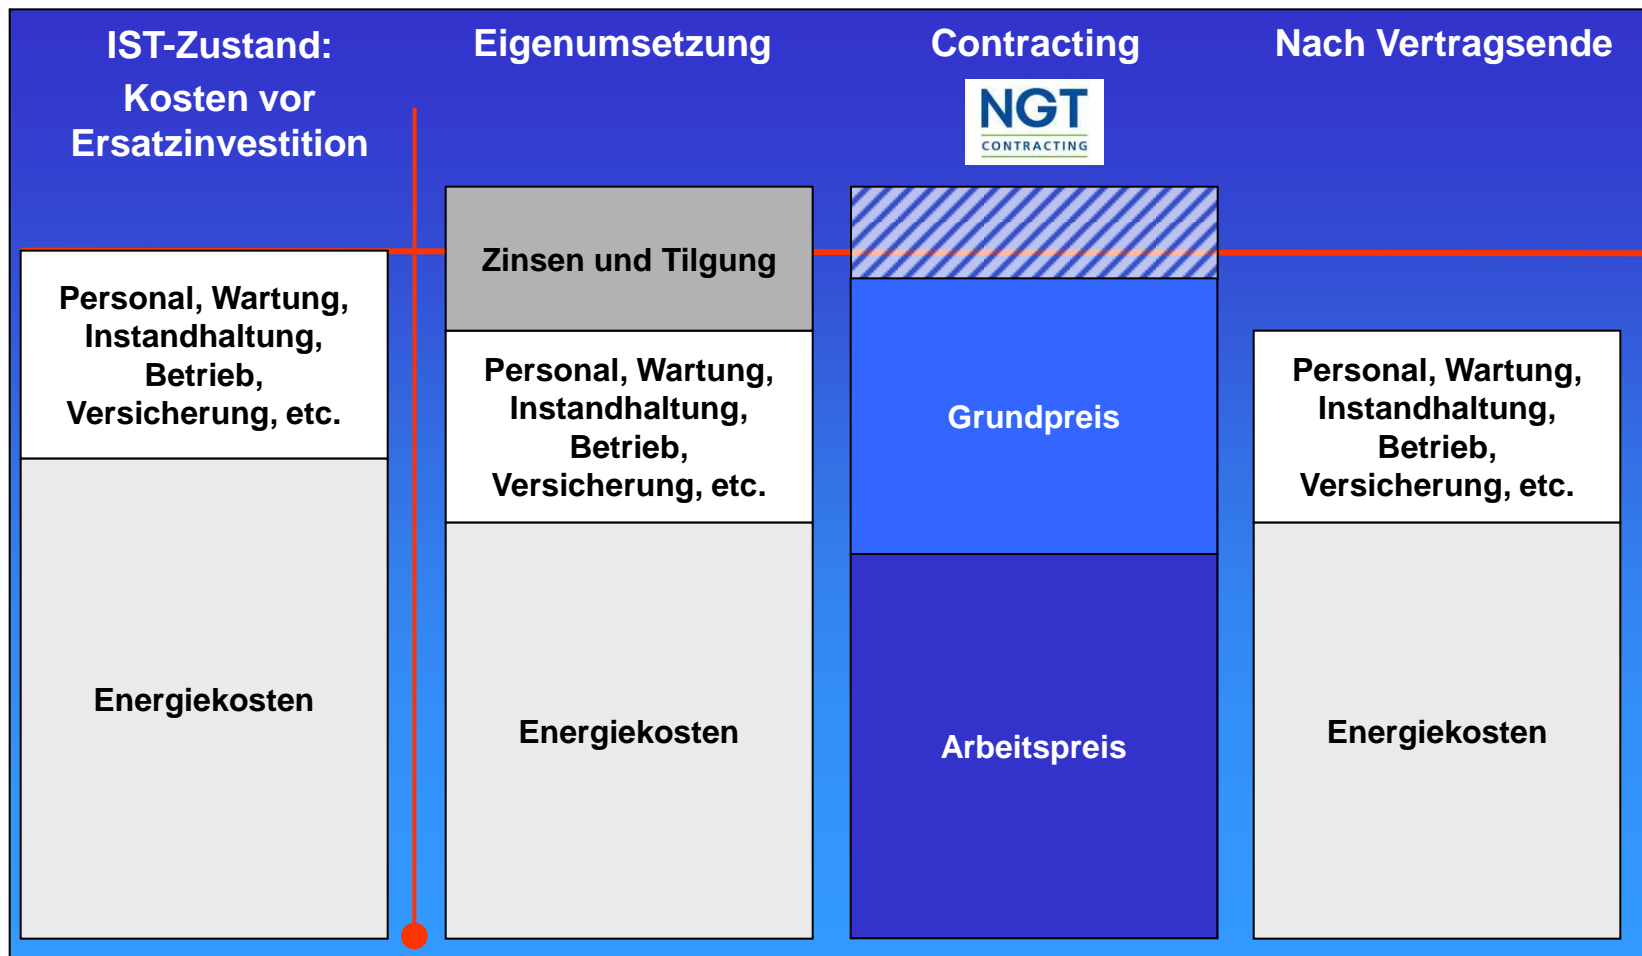 IST-Zustand:
Kosten vor
Ersatzinvestition
Eigenumsetzung
Contracting
NGT
CONTRACTING
Nach Vertragsende
Personal, Wartung,
Instandhaltung,
Betrieb,
Versicherung, etc.
Energiekosten
Zinsen und Tilgung
Personal, Wartung,
Instandhaltung,
Betrieb,
Versicherung, etc.
Energiekosten
Grundpreis
Arbeitspreis
Personal, Wartung,
Instandhaltung,
Betrieb,
Versicherung, etc.
Energiekosten